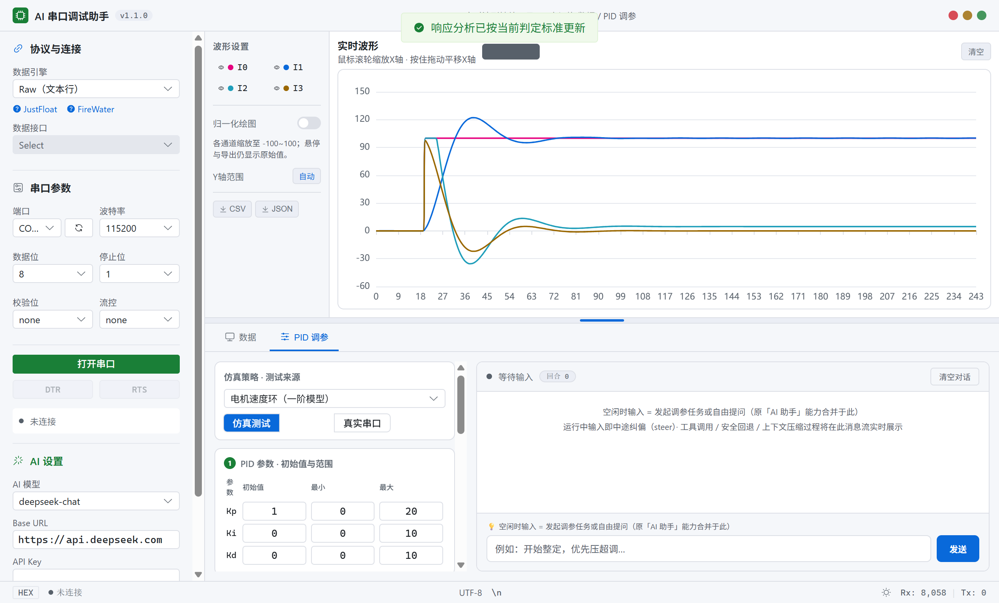 AI 串口调试助手 v1.1.0
/ PID 调参
响应分析已按当前判定标准更新
协议与连接
数据引擎
Raw（文本行）
JustFloat FireWater
数据接口
Select
串口参数
端口 波特率
CO... 115200
数据位 停止位
8 1
校验位 流控
none none
打开串口
DTR RTS
未连接
AI 设置
AI 模型
deepseek-chat
Base URL
https://api.deepseek.com
API Key
波形设置
I0 I1
I2 I3
归一化绘图
各通道缩放至 -100~100；悬停
与导出仍显示原始值。
Y轴范围 自动
CSV JSON
实时波形
鼠标滚轮缩放X轴 · 按住拖动平移X轴
清空
150
120
90
60
30
0
-30
-60
0 9 18 27 36 45 54 63 72 81 90 99 108 117 126 135 144 153 162 171 180 189 198 207 216 225 234 243
数据 PID 调参
仿真策略 · 测试来源
电机速度环（一阶模型）
仿真测试 真实串口
1 PID 参数 · 初始值与范围
参数 初始值 最小 最大
Kp 1 0 20
Ki 0 0 10
Kd 0 0 10
等待输入 回合 0 清空对话
空闲时输入 = 发起调参任务或自由提问（原「AI 助手」能力合并于此）
运行中输入即中途纠偏（steer）· 工具调用 / 安全回退 / 上下文压缩过程将在此消息流实时展示
空闲时输入 = 发起调参任务或自由提问（原「AI 助手」能力合并于此）
例如：开始整定，优先压超调...
发送
HEX 未连接 UTF-8 \n Rx: 8,058 Tx: 0